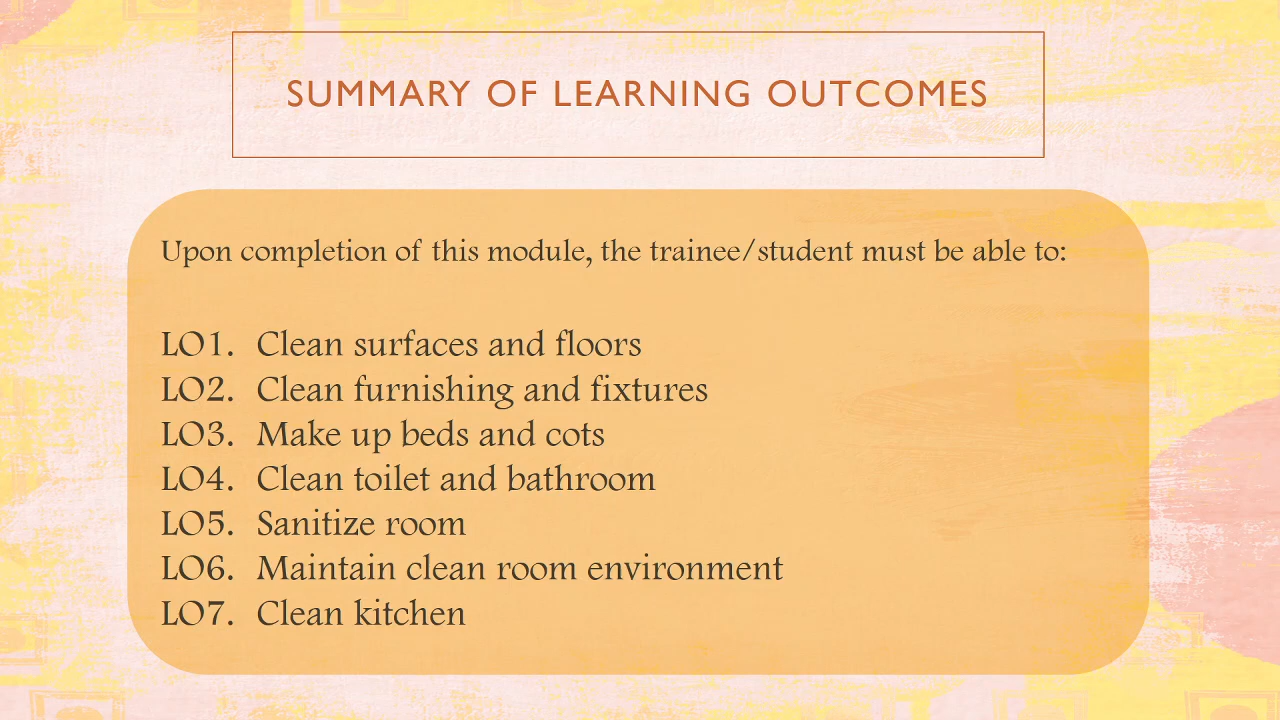 SUMMARY OF LEARNING OUTCOMES
Upon completion of this module, the trainee/student must be able to:
LO1. Clean surfaces and floors
LO2. Clean furnishing and fixtures
LO3. Make up beds and cots
LO4. Clean toilet and bathroom
LO5. Sanitize room
LO6. Maintain clean room environment
LO7. Clean kitchen